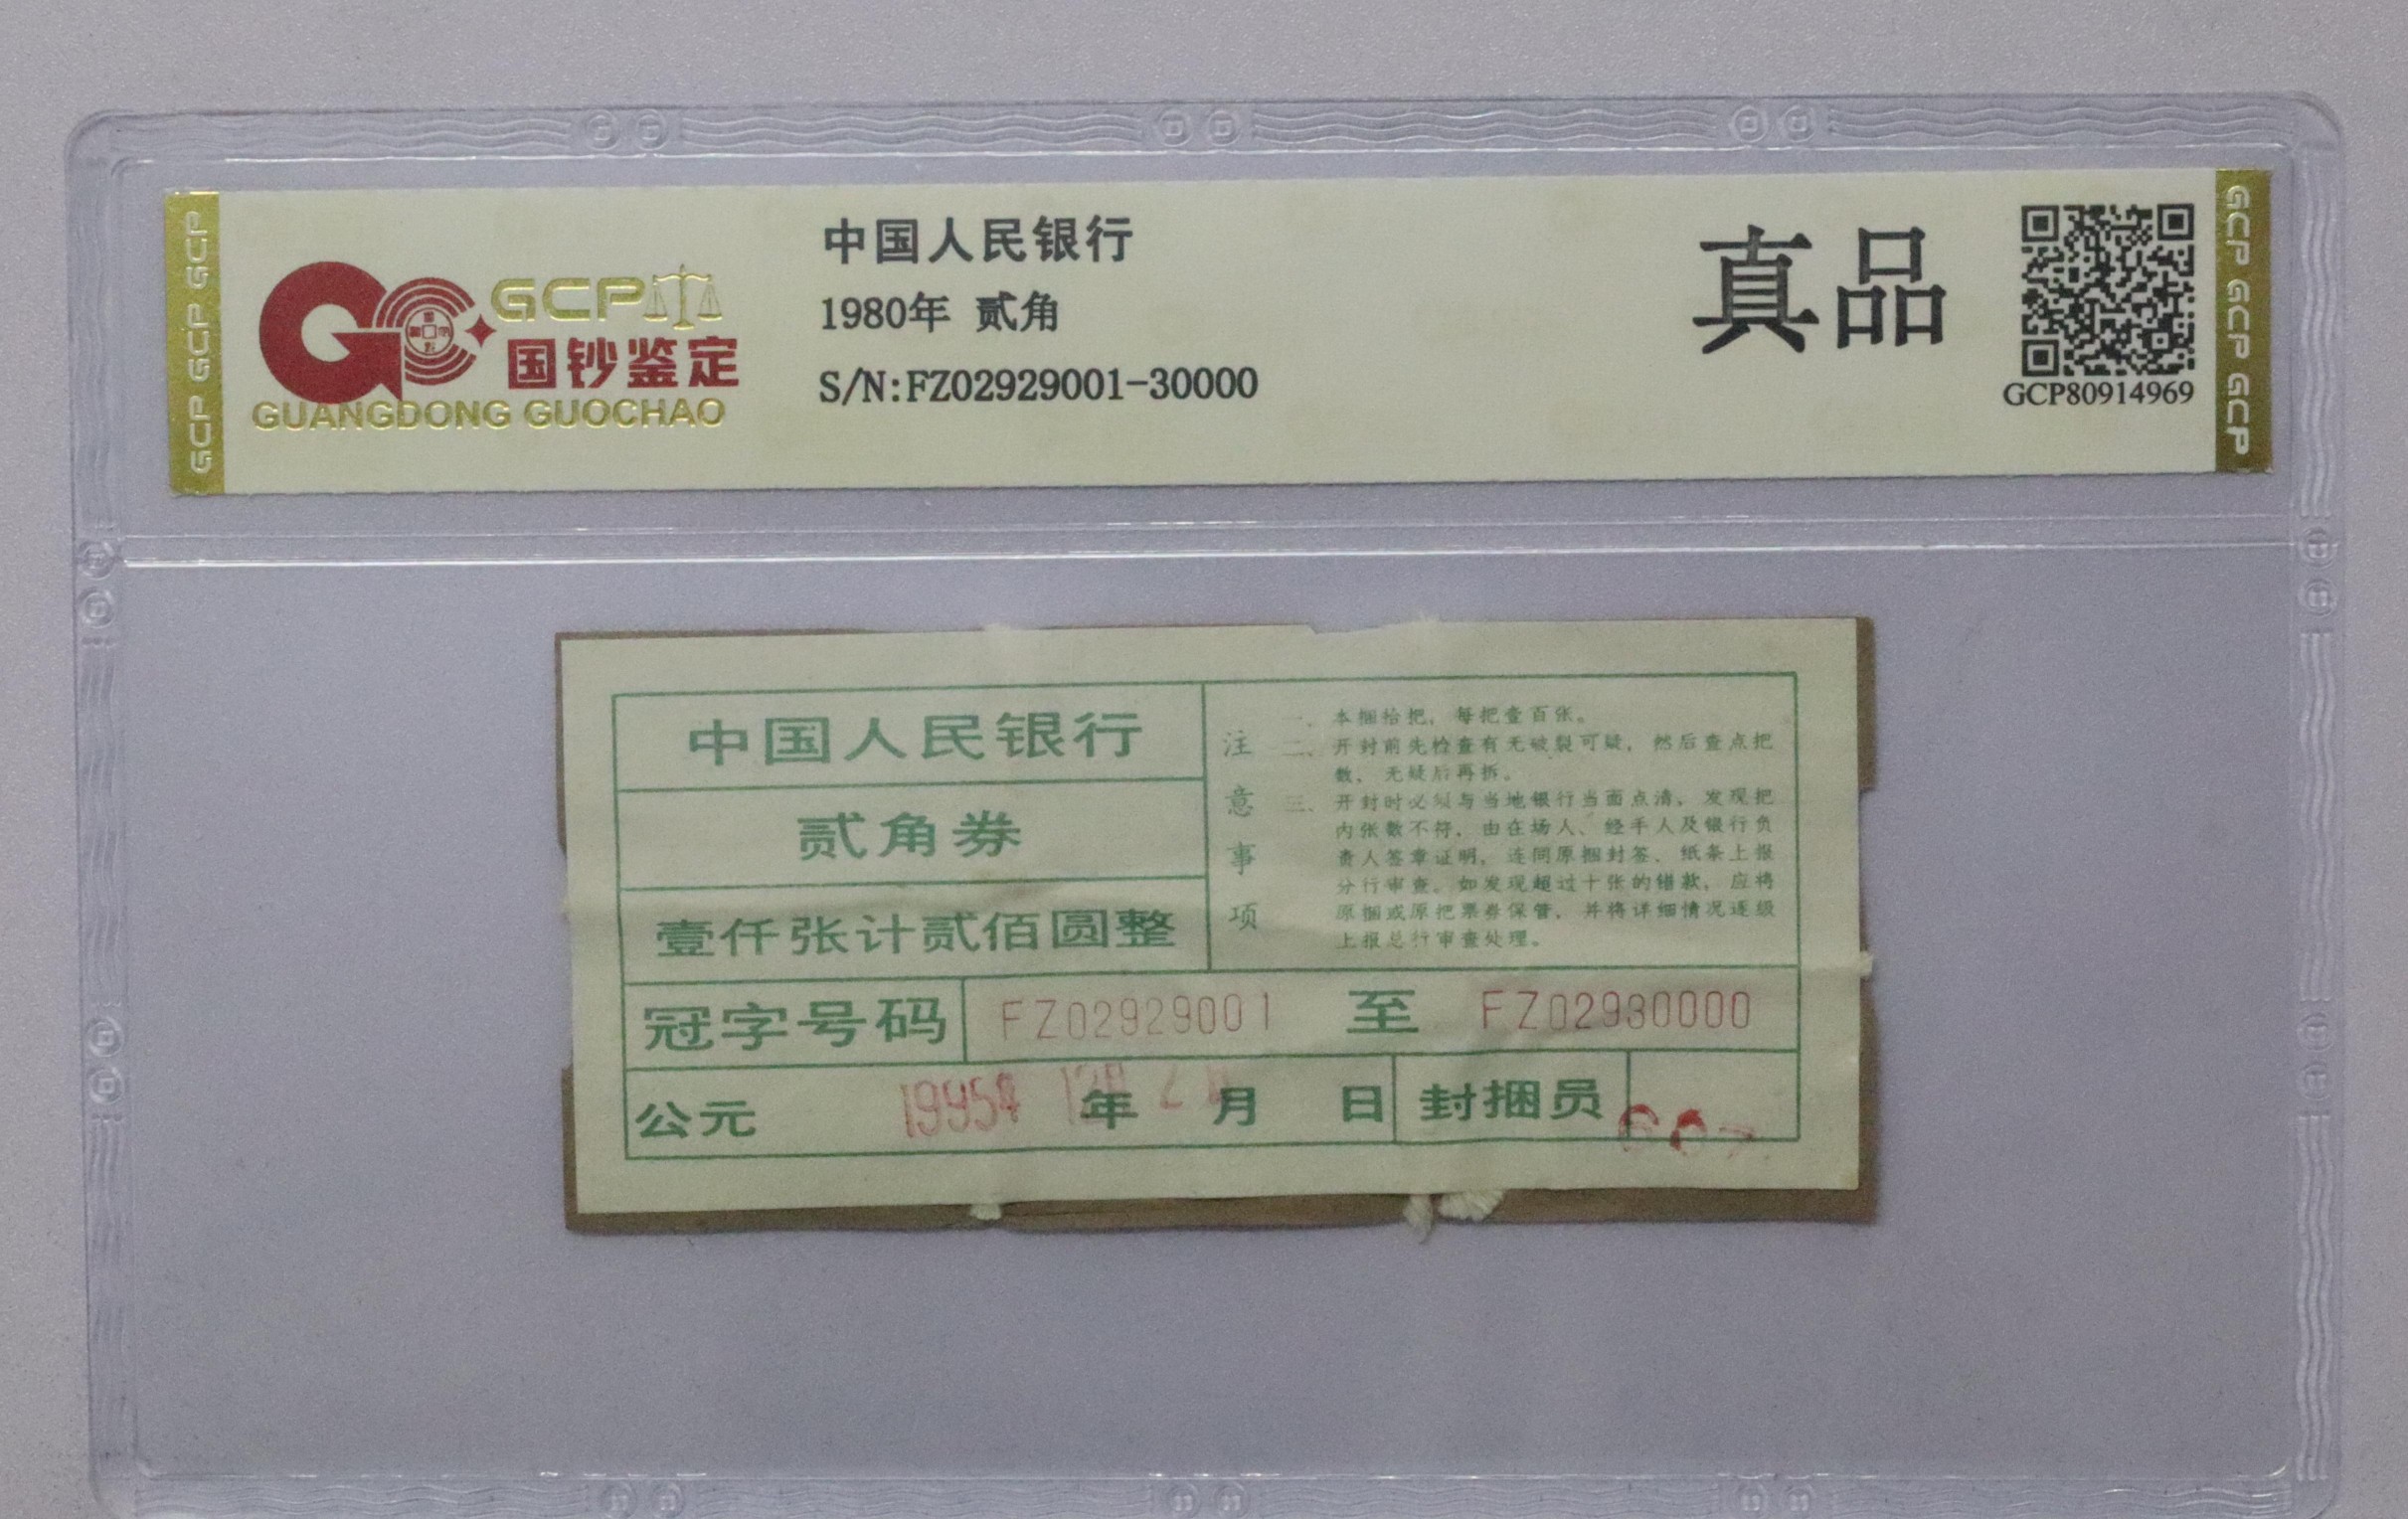 GCP GCP GCP
GCP
国钞鉴定
GUANGDONG GUOCHAO
中国人民银行
1980年 贰角
S/N:FZ02929001-30000
真品
GCP80914969
GCP GCP GCP
中国人民银行
贰角券
壹仟张计贰佰圆整
注意事项
一、本捆拾把，每把壹百张。
二、开封前先检查有无破裂可疑，然后查点把
数，无疑后再拆。
三、开封时必须与当地银行当面点清，发现把
内张数不符，由在场人、经手人及银行负
责人签章证明，连同原捆封签、纸条上报
分行审查。如发现超过十张的错款，应将
原捆或原把票券保管，并将详细情况逐级
上报总行审查处理。
冠字号码 FZ02929001 至 FZ02930000
公元 年 月 日 封捆员